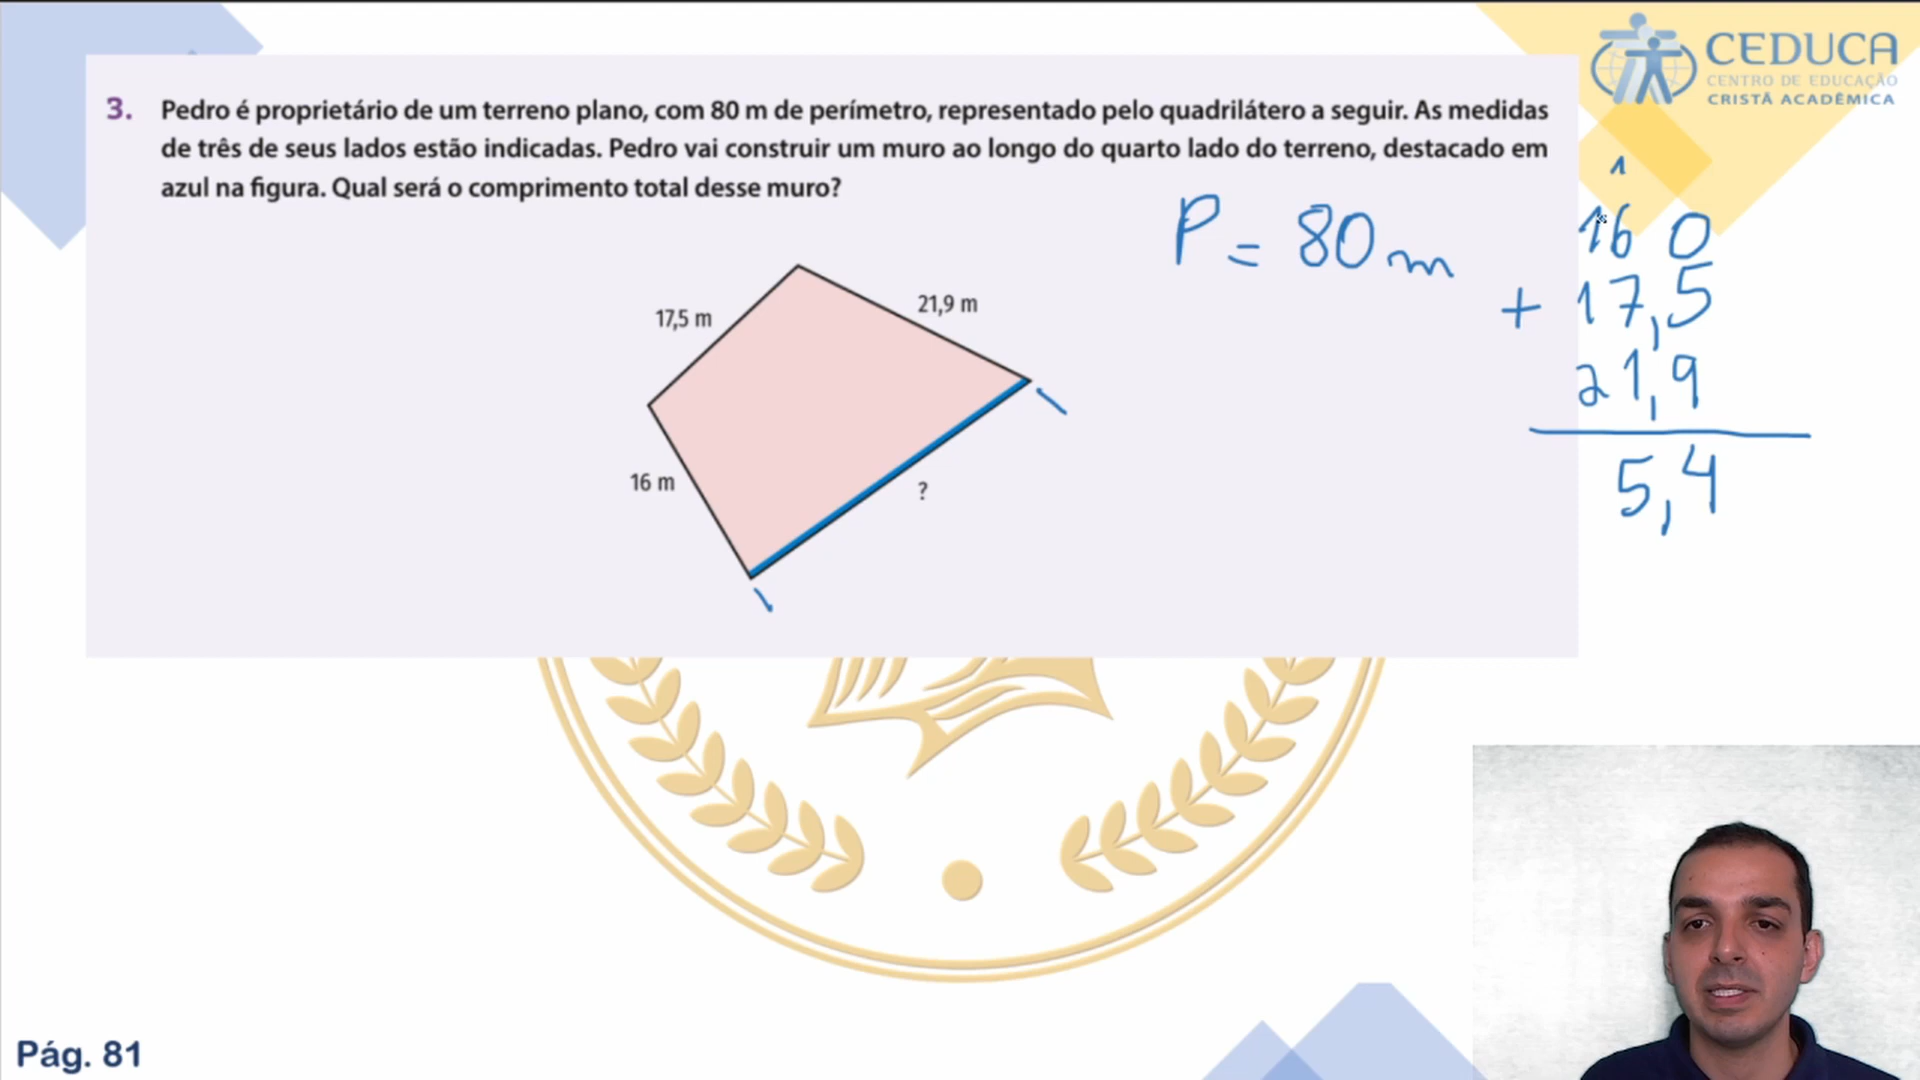 CEDUCA
CENTRO DE EDUCAÇÃO
CRISTÃ ACADÊMICA
3. Pedro é proprietário de um terreno plano, com 80 m de perímetro, representado pelo quadrilátero a seguir. As medidas
de três de seus lados estão indicadas. Pedro vai construir um muro ao longo do quarto lado do terreno, destacado em
azul na figura. Qual será o comprimento total desse muro?
P = 80 m
1
16 0
+ 17,5
21,9
5,4
17,5 m
21,9 m
16 m
?
Pág. 81